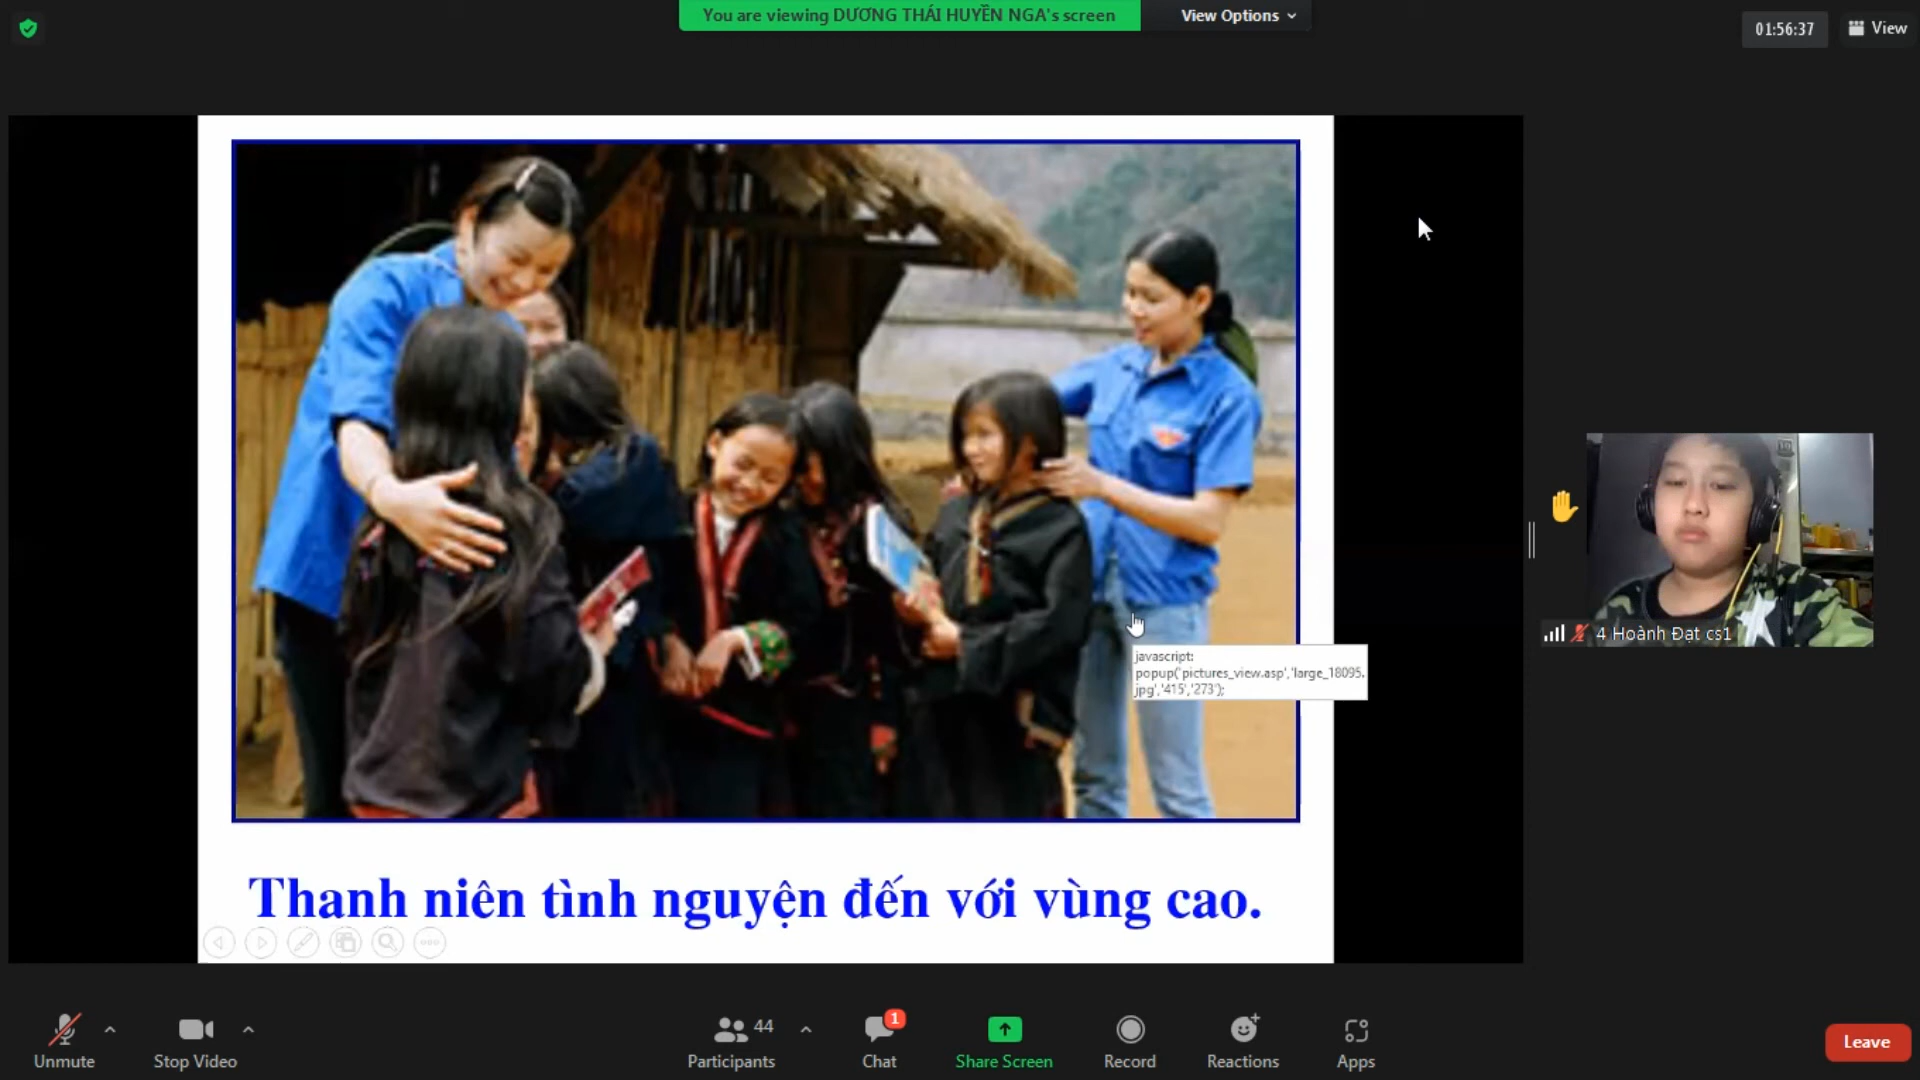 You are viewing DƯƠNG THÁI HUYỀN NGA's screen
View Options
01:56:37
View
javascript:
popup('pictures_view.asp','large_18095.
jpg','415','273');
4 Hoành Đạt cs1
Thanh niên tình nguyện đến với vùng cao.
Unmute
Stop Video
44
Participants
1
Chat
Share Screen
Record
Reactions
Apps
Leave